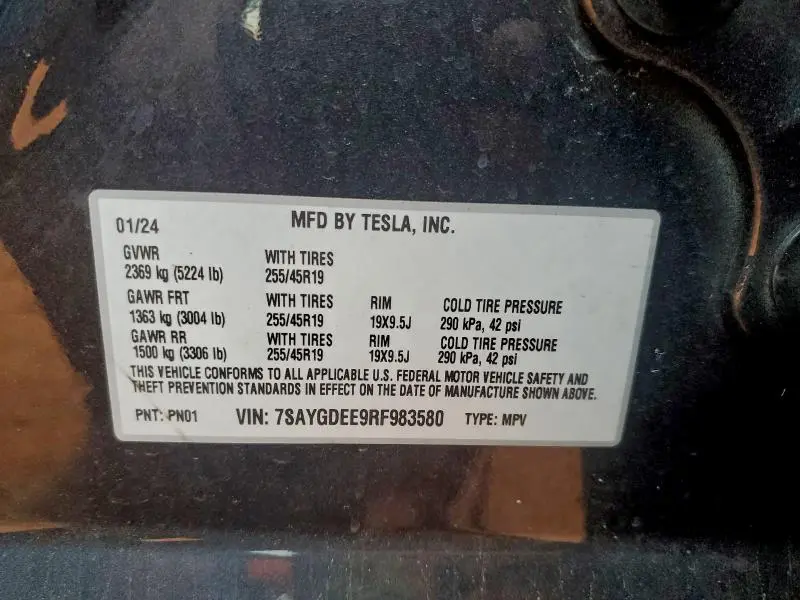 01/24 MFD BY TESLA, INC.
GVWR WITH TIRES
2369 kg (5224 lb) 255/45R19
GAWR FRT WITH TIRES RIM COLD TIRE PRESSURE
1363 kg (3004 lb) 255/45R19 19X9.5J 290 kPa, 42 psi
GAWR RR WITH TIRES RIM COLD TIRE PRESSURE
1500 kg (3306 lb) 255/45R19 19X9.5J 290 kPa, 42 psi
THIS VEHICLE CONFORMS TO ALL APPLICABLE U.S. FEDERAL MOTOR VEHICLE SAFETY AND
THEFT PREVENTION STANDARDS IN EFFECT ON THE DATE OF MANUFACTURE SHOWN ABOVE.
PNT: PN01 VIN: 7SAYGDEE9RF983580 TYPE: MPV